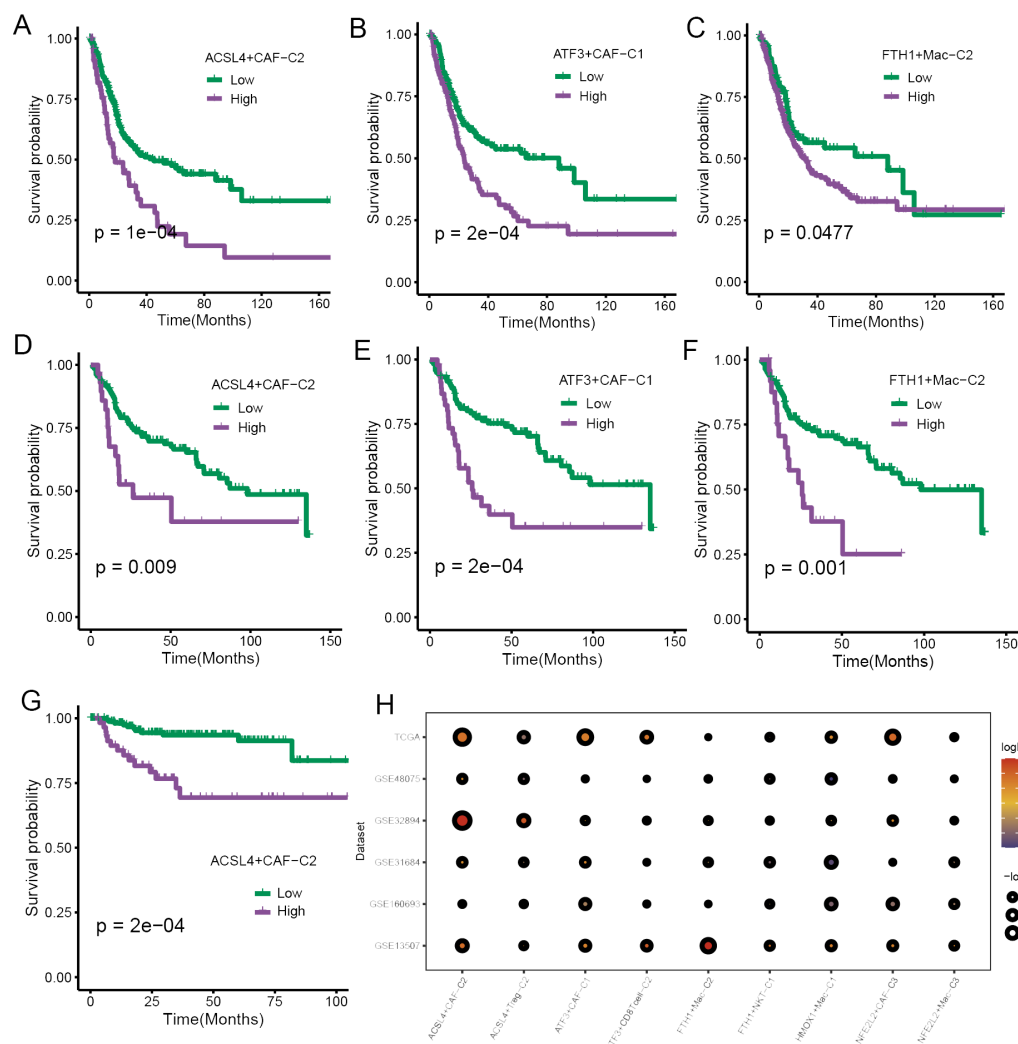 A
ACSL4+CAF-C2
Low
High
Survival probability
1.00
0.75
0.50
0.25
0.00
p = 1e-04
0 40 80 120 160
Time(Months)
B
ATF3+CAF-C1
Low
High
Survival probability
1.00
0.75
0.50
0.25
0.00
p = 2e-04
0 40 80 120 160
Time(Months)
C
FTH1+Mac-C2
Low
High
Survival probability
1.00
0.75
0.50
0.25
0.00
p = 0.0477
0 40 80 120 160
Time(Months)
D
ACSL4+CAF-C2
Low
High
Survival probability
1.00
0.75
0.50
0.25
0.00
p = 0.009
0 50 100 150
Time(Months)
E
ATF3+CAF-C1
Low
High
Survival probability
1.00
0.75
0.50
0.25
0.00
p = 2e-04
0 50 100 150
Time(Months)
F
FTH1+Mac-C2
Low
High
Survival probability
1.00
0.75
0.50
0.25
0.00
p = 0.001
0 50 100 150
Time(Months)
G
ACSL4+CAF-C2
Low
High
Survival probability
1.00
0.75
0.50
0.25
0.00
p = 2e-04
0 25 50 75 100
Time(Months)
H
Dataset
TCGA
GSE48075
GSE32894
GSE31684
GSE160693
GSE13507
ACSL4+CAF-C2
ACSL4+Treg-C2
ATF3+CAF-C1
TF3+CD8Tcell-C2
FTH1+Mac-C2
FTH1+NKT-C1
HMOX1+Mac-C1
NFE2L2+CAF-C3
NFE2L2+Mac-C3
-lo